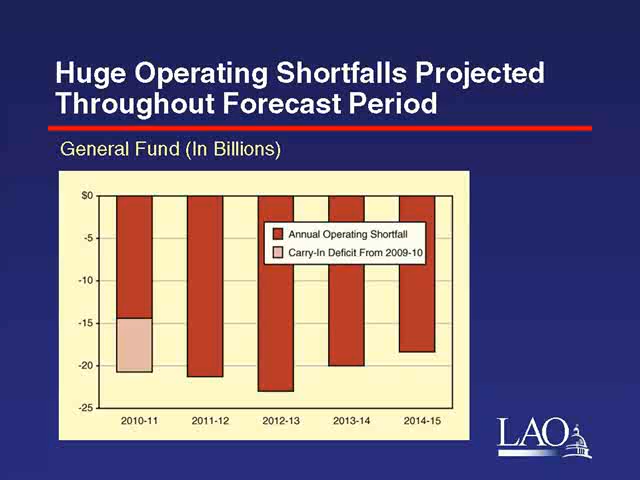 Huge Operating Shortfalls Projected
Throughout Forecast Period
General Fund (In Billions)
$0
-5
-10
-15
-20
-25
Annual Operating Shortfall
Carry-In Deficit From 2009-10
2010-11 2011-12 2012-13 2013-14 2014-15
LAO